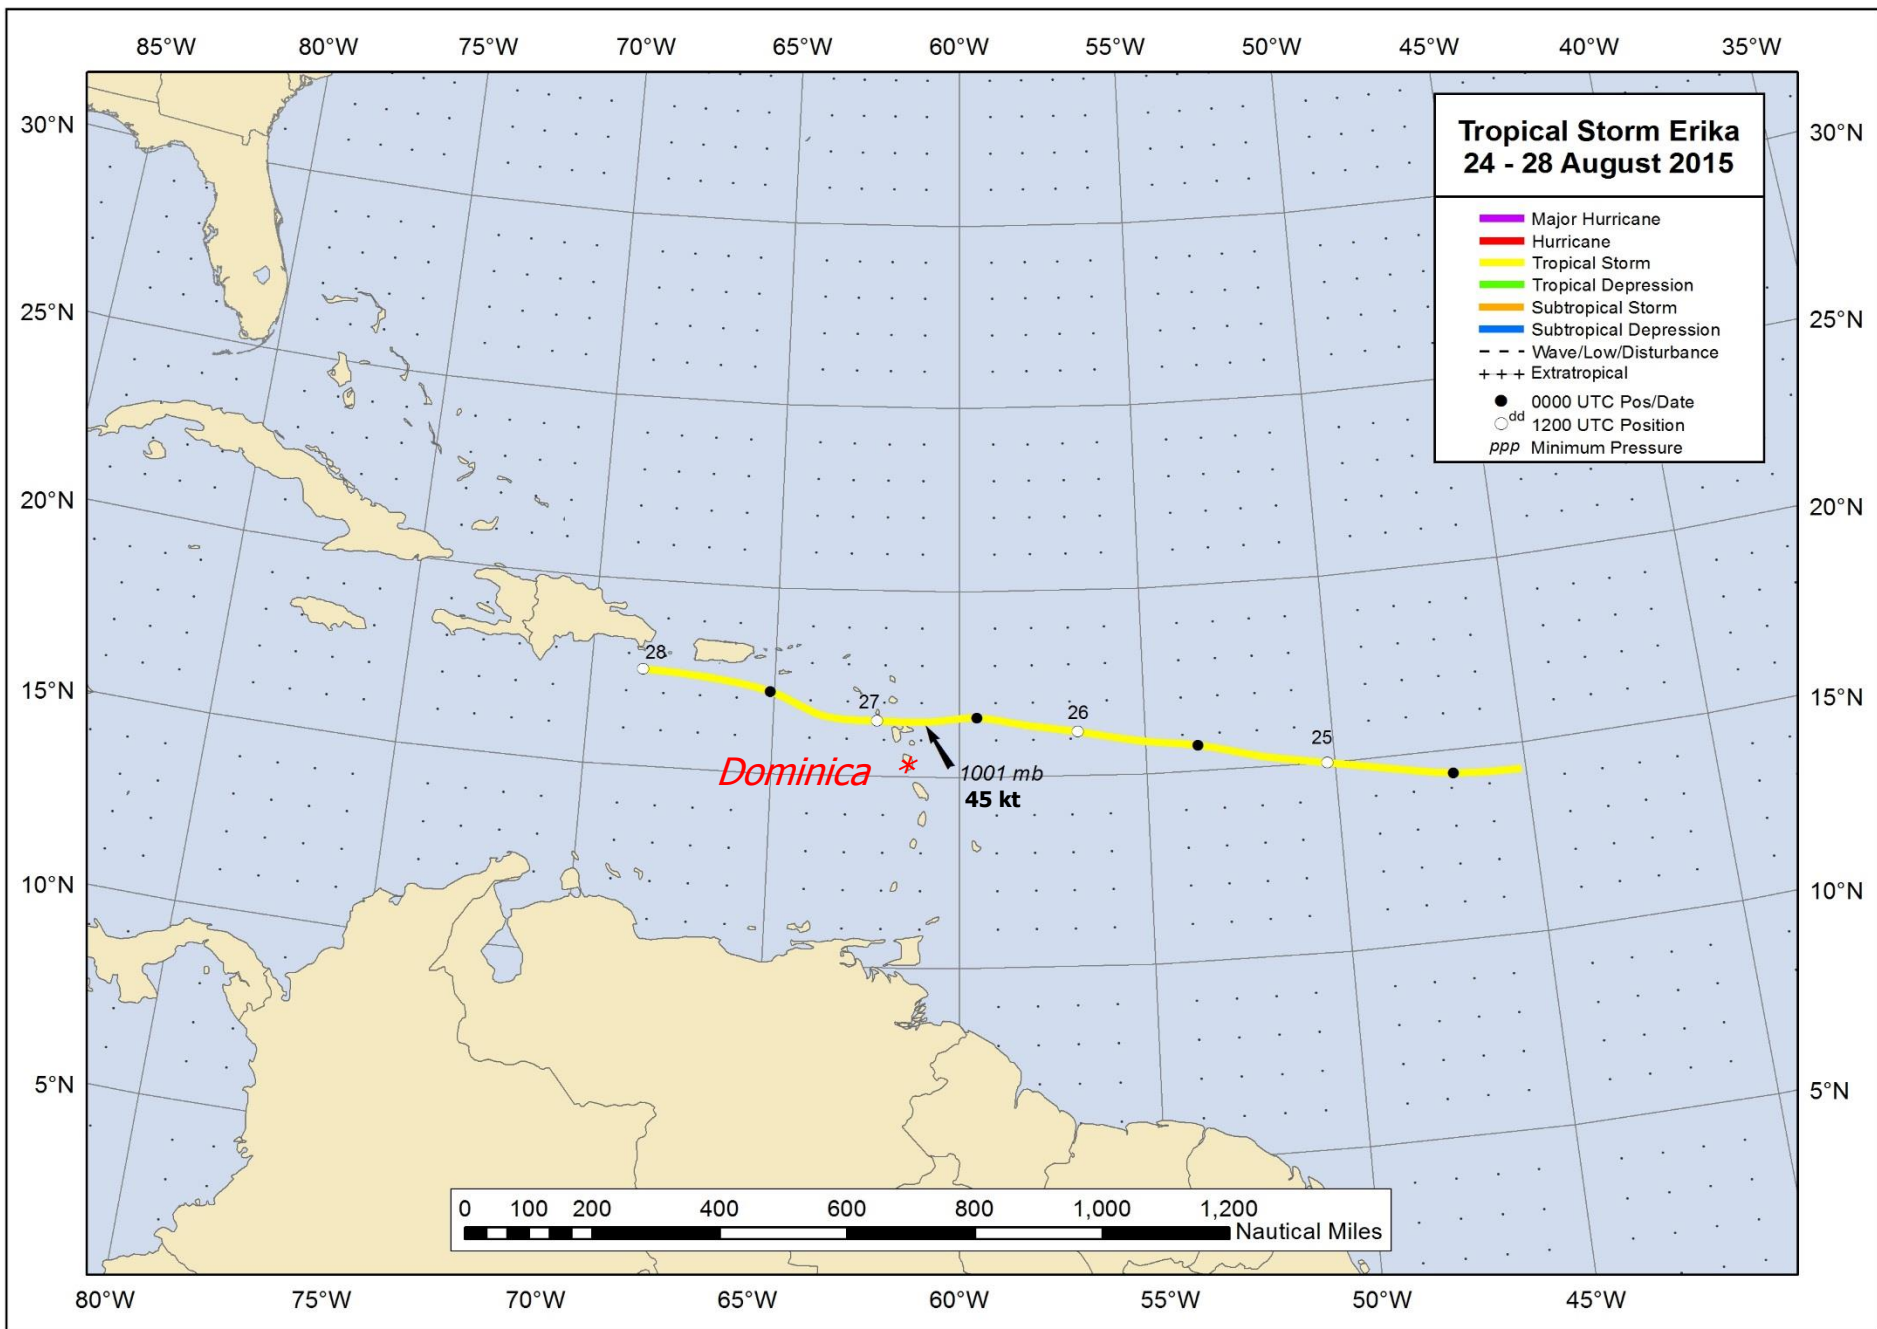 85°W 80°W 75°W 70°W 65°W 60°W 55°W 50°W 45°W 40°W 35°W
30°N
25°N
20°N
15°N
10°N
5°N
30°N
25°N
20°N
15°N
10°N
5°N
Tropical Storm Erika
24 - 28 August 2015
Major Hurricane
Hurricane
Tropical Storm
Tropical Depression
Subtropical Storm
Subtropical Depression
Wave/Low/Disturbance
+++ Extratropical
0000 UTC Pos/Date
dd
1200 UTC Position
ppp Minimum Pressure
28
27
26
25
Dominica *
1001 mb
45 kt
0 100 200 400 600 800 1,000 1,200
Nautical Miles
80°W 75°W 70°W 65°W 60°W 55°W 50°W 45°W